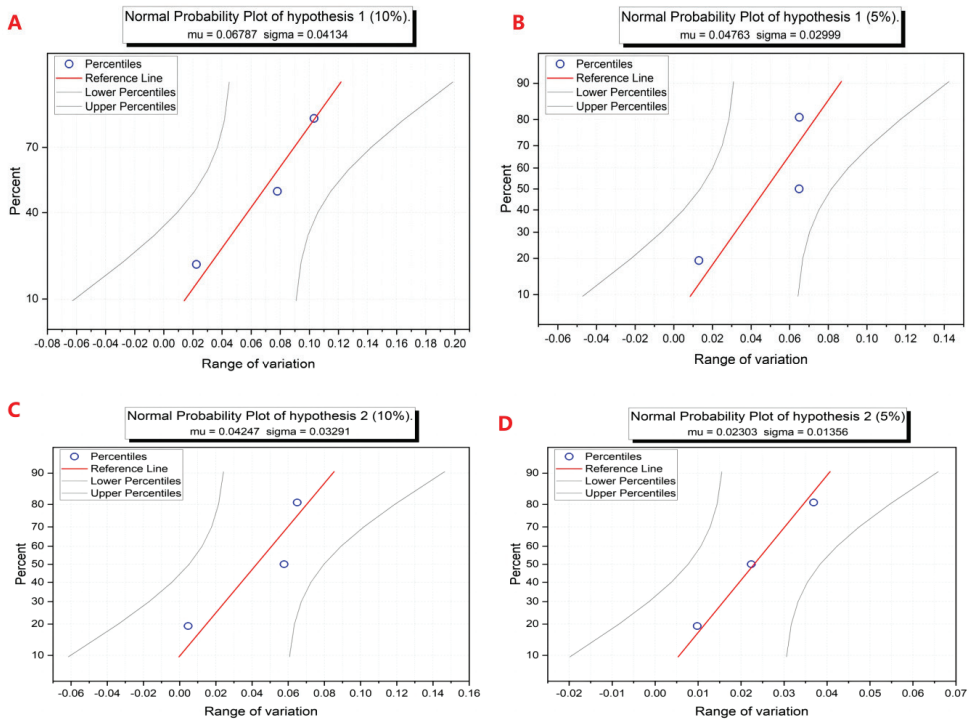 A
Normal Probability Plot of hypothesis 1 (10%).
mu = 0.06787 sigma = 0.04134
Percentiles
Reference Line
Lower Percentiles
Upper Percentiles
Percent
70
40
10
-0.08 -0.06 -0.04 -0.02 0.00 0.02 0.04 0.06 0.08 0.10 0.12 0.14 0.16 0.18 0.20
Range of variation
B
Normal Probability Plot of hypothesis 1 (5%).
mu = 0.04763 sigma = 0.02999
Percentiles
Reference Line
Lower Percentiles
Upper Percentiles
Percent
90
80
70
60
50
40
30
20
10
-0.06 -0.04 -0.02 0.00 0.02 0.04 0.06 0.08 0.10 0.12 0.14
Range of variation
C
Normal Probability Plot of hypothesis 2 (10%).
mu = 0.04247 sigma = 0.03291
Percentiles
Reference Line
Lower Percentiles
Upper Percentiles
Percent
90
80
70
60
50
40
30
20
10
-0.06 -0.04 -0.02 0.00 0.02 0.04 0.06 0.08 0.10 0.12 0.14 0.16
Range of variation
D
Normal Probability Plot of hypothesis 2 (5%)
mu = 0.02303 sigma = 0.01356
Percentiles
Reference Line
Lower Percentiles
Upper Percentiles
Percent
90
80
70
60
50
40
30
20
10
-0.02 -0.01 0.00 0.01 0.02 0.03 0.04 0.05 0.06 0.07
Range of variation